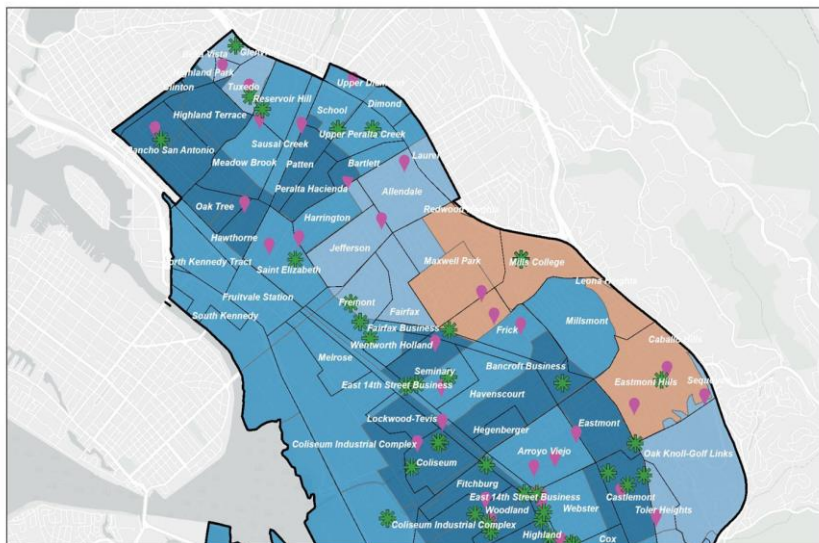 Vista
Highland Park
Clinton
Tuxedo
Reservoir Hill
Highland Terrace
Rancho San Antonio
Sausal Creek
Meadow Brook
Patten
School
Upper
Dimond
Upper Peralta Creek
Bartlett
Laurel
Peralta Hacienda
Allendale
Oak Tree
Harrington
Redwood
Hawthorne
Jefferson
North Kennedy Tract
Saint Elizabeth
Maxwell Park
Mills College
Leona Heights
Fruitvale Station
South Kennedy
Fremont
Fairfax
Fairfax Business
Frick
Millsmont
Wentworth Holland
Melrose
Seminary
Bancroft Business
East 14th Street Business
Havenscourt
Eastmont Hills
Lockwood-Tevis
Hegenberger
Eastmont
Coliseum Industrial Complex
Arroyo Viejo
Oak Knoll-Golf Links
Coliseum
Fitchburg
East 14th Street Business
Castlemont
Woodland
Webster
Toler Heights
Coliseum Industrial Complex
Highland
Cox